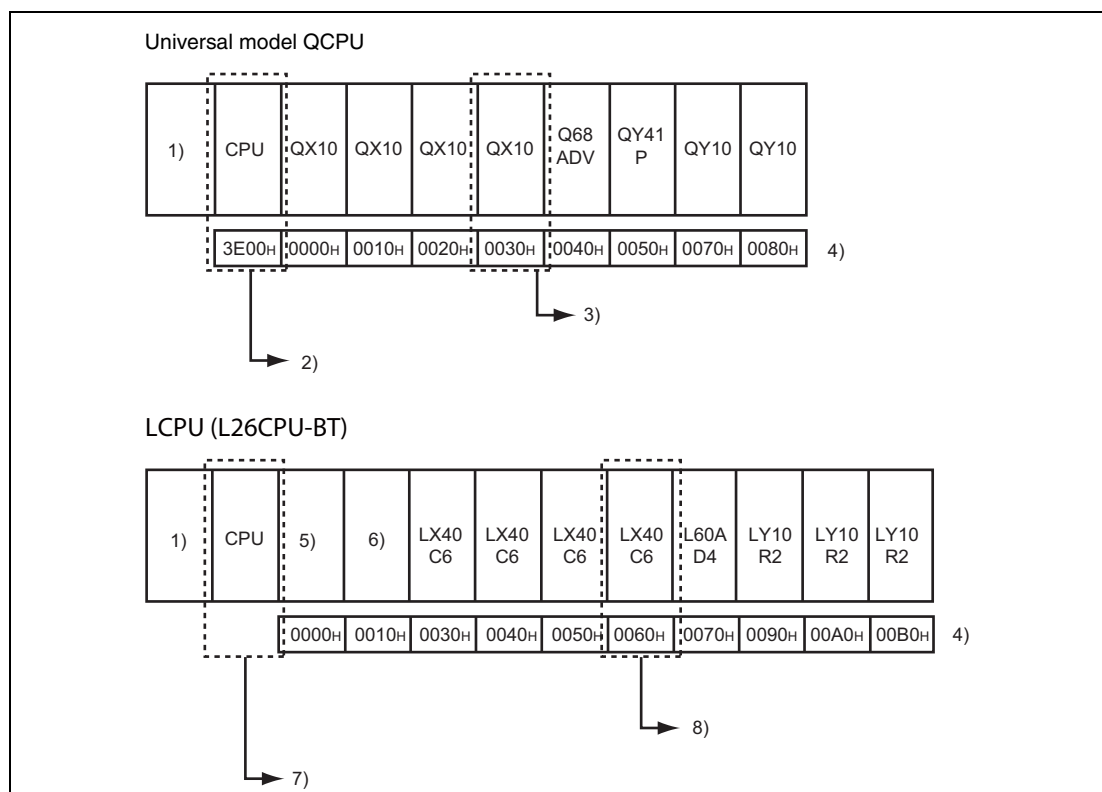 Universal model QCPU
1) CPU QX10 QX10 QX10 QX10 Q68 ADV QY41 P QY10 QY10
3E00H 0000H 0010H 0020H 0030H 0040H 0050H 0070H 0080H 4)
3)
2)
LCPU (L26CPU-BT)
1) CPU 5) 6) LX40 C6 LX40 C6 LX40 C6 LX40 C6 L60A D4 LY10 R2 LY10 R2 LY10 R2
0000H 0010H 0030H 0040H 0050H 0060H 0070H 0090H 00A0H 00B0H 4)
8)
7)